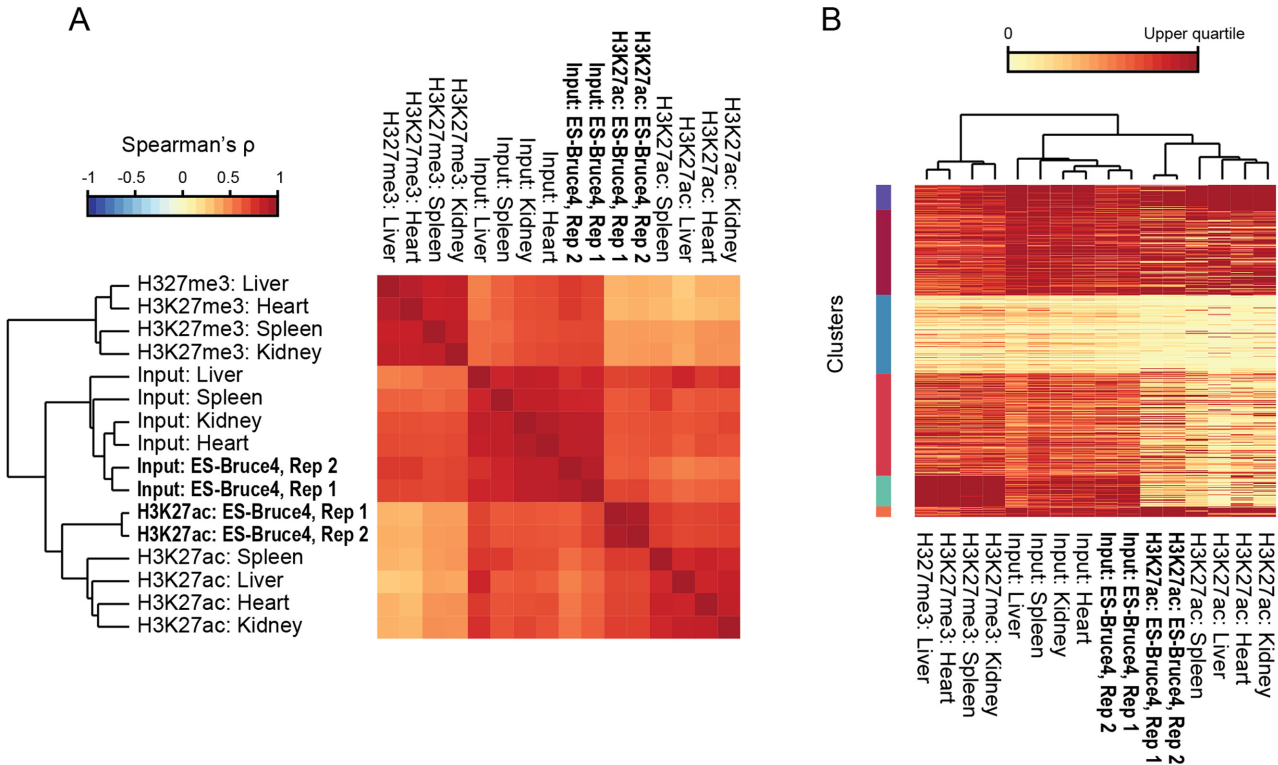 A
Spearman's ρ
-1 -0.5 0 0.5 1
H327me3: Liver
H3K27me3: Heart
H3K27me3: Spleen
H3K27me3: Kidney
Input: Liver
Input: Spleen
Input: Kidney
Input: Heart
Input: ES-Bruce4, Rep 2
Input: ES-Bruce4, Rep 1
H3K27ac: ES-Bruce4, Rep 1
H3K27ac: ES-Bruce4, Rep 2
H3K27ac: Spleen
H3K27ac: Liver
H3K27ac: Heart
H3K27ac: Kidney
H327me3: Liver
H3K27me3: Heart
H3K27me3: Spleen
H3K27me3: Kidney
Input: Liver
Input: Spleen
Input: Kidney
Input: Heart
Input: ES-Bruce4, Rep 2
Input: ES-Bruce4, Rep 1
H3K27ac: ES-Bruce4, Rep 1
H3K27ac: ES-Bruce4, Rep 2
H3K27ac: Spleen
H3K27ac: Liver
H3K27ac: Heart
H3K27ac: Kidney
B
0 Upper quartile
Clusters
H327me3: Liver
H3K27me3: Heart
H3K27me3: Spleen
H3K27me3: Kidney
Input: Liver
Input: Spleen
Input: Kidney
Input: Heart
Input: ES-Bruce4, Rep 2
Input: ES-Bruce4, Rep 1
H3K27ac: ES-Bruce4, Rep 1
H3K27ac: ES-Bruce4, Rep 2
H3K27ac: Spleen
H3K27ac: Liver
H3K27ac: Heart
H3K27ac: Kidney